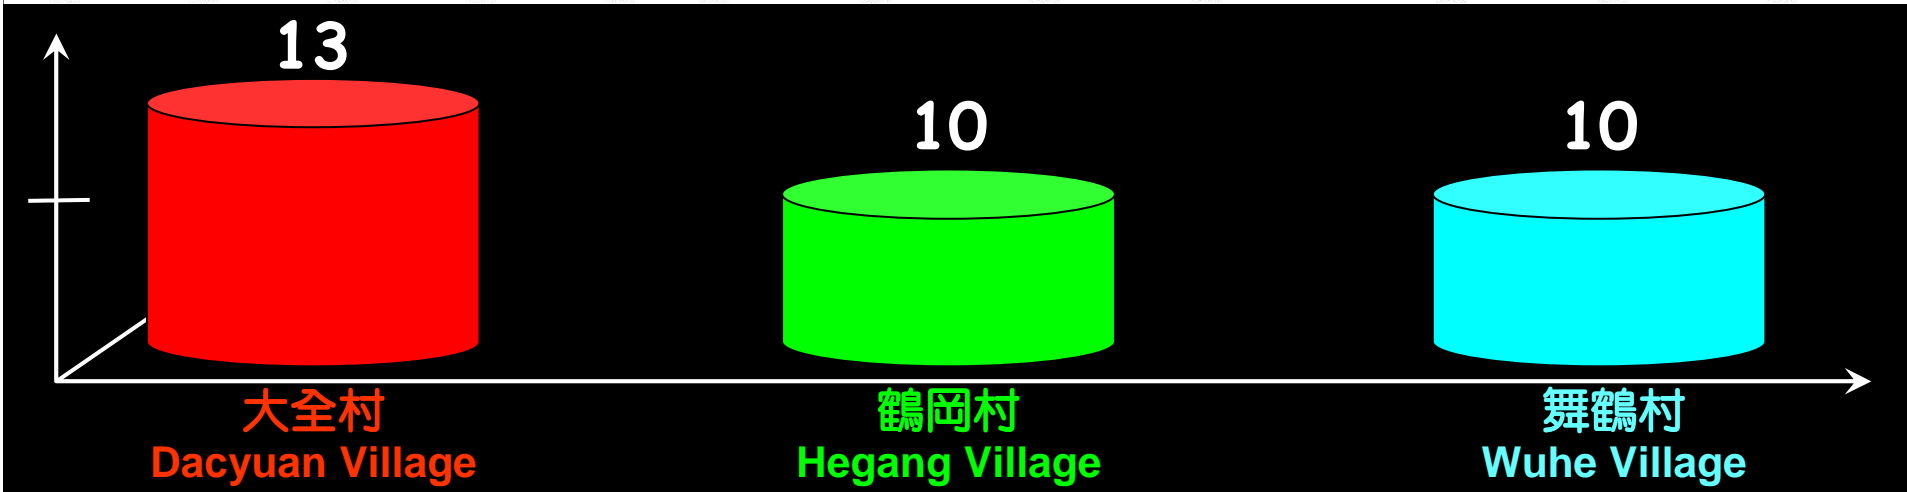 13
10
10
大全村
Dacyuan Village
鶴岡村
Hegang Village
舞鶴村
Wuhe Village